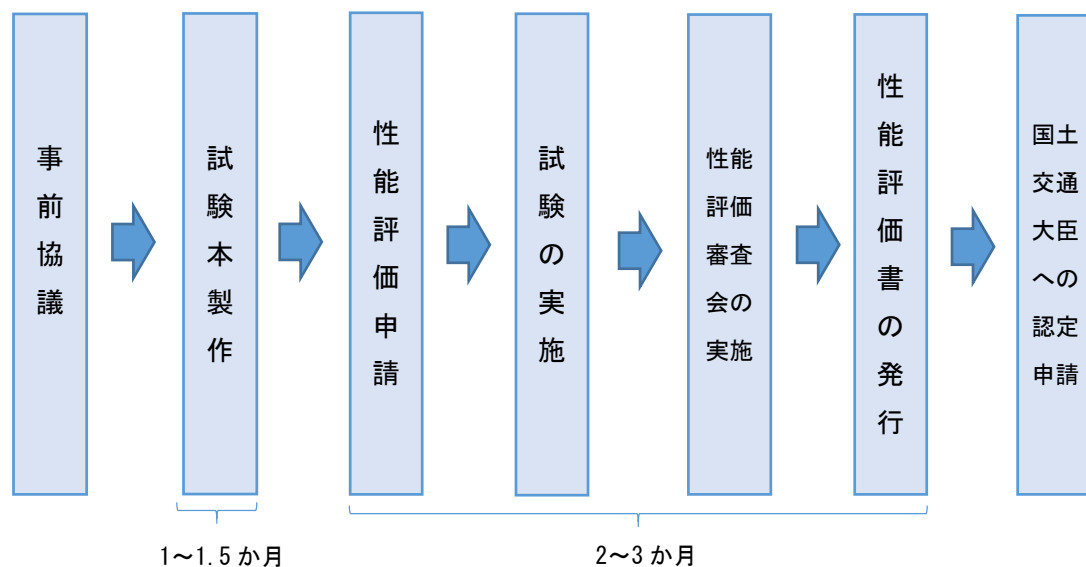 事前協議
試験本製作
性能評価申請
試験の実施
性能
評価
審査
会の
実施
性能評価書の発行
国土
交通
大臣
への
認定
申請
1～1.5か月
2～3か月